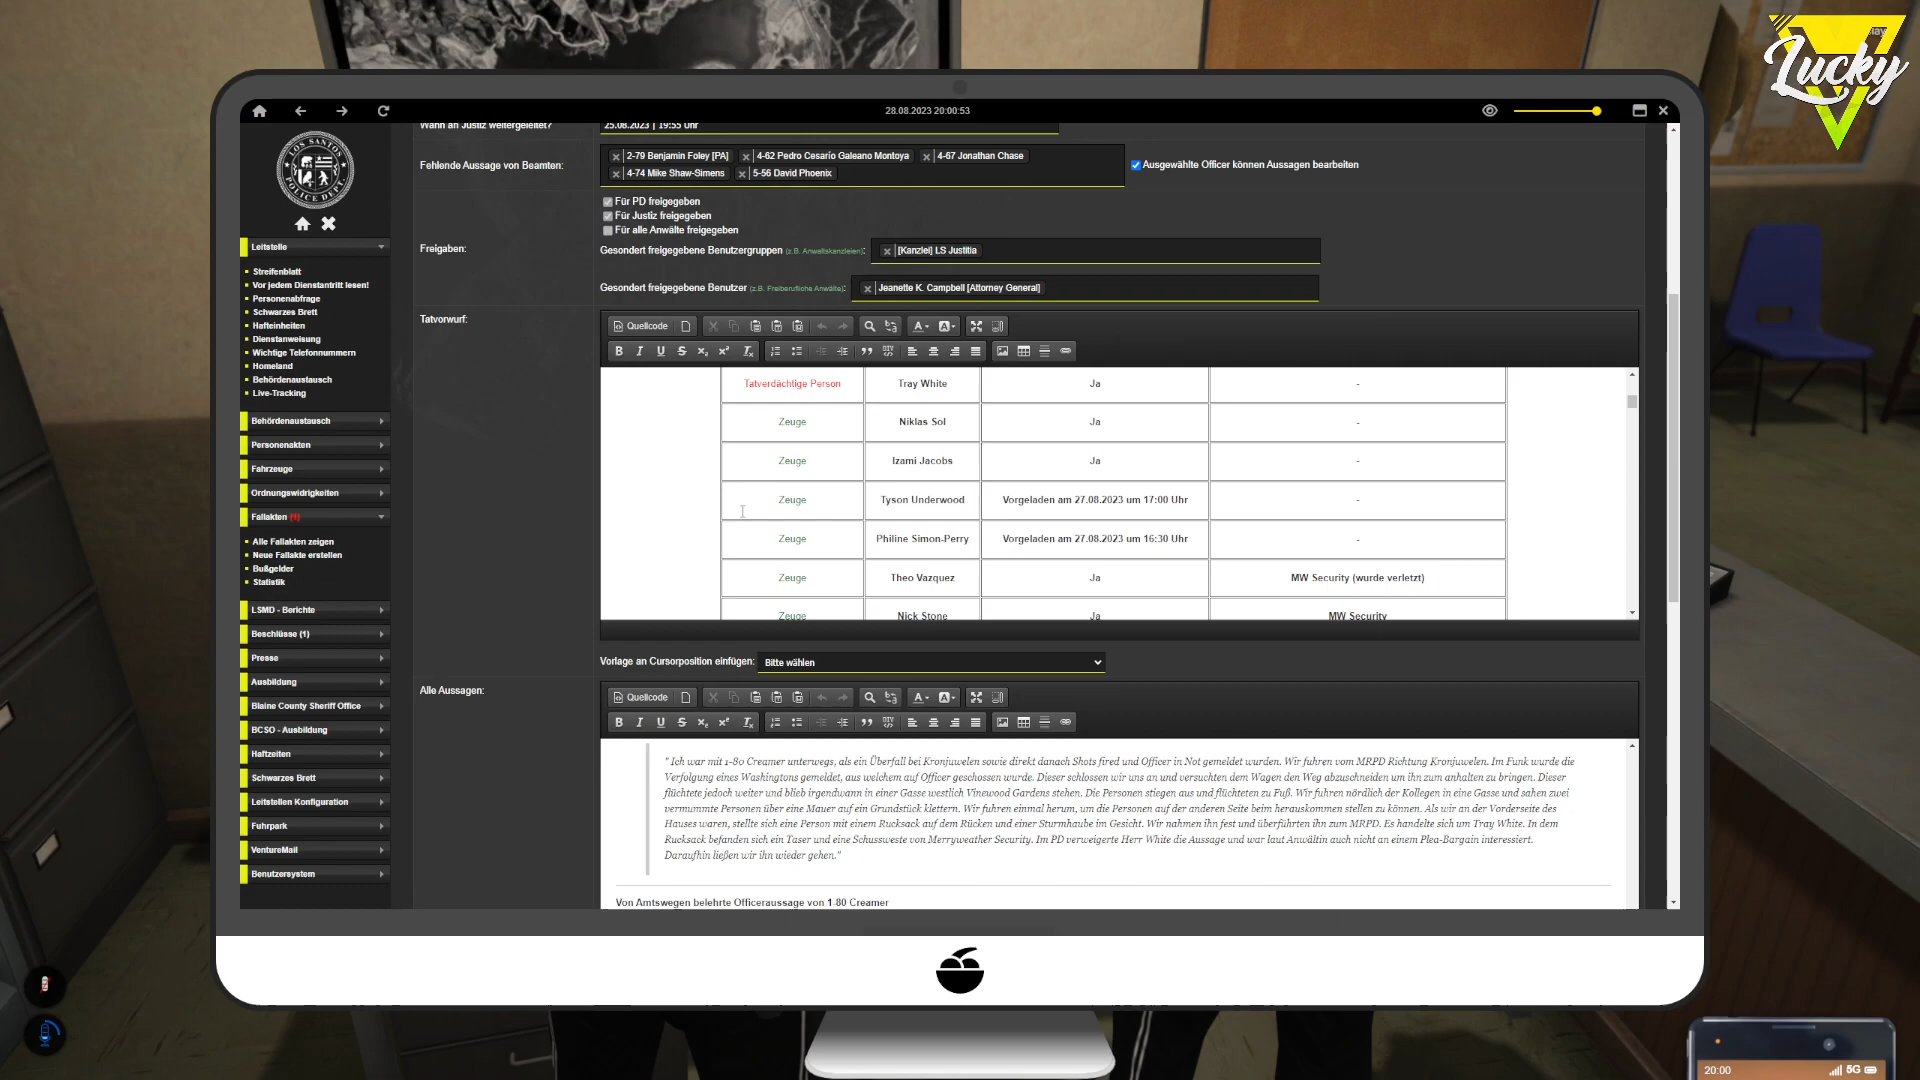 Lucky
28.08.2023 20:00:53
LOS SANTOS
POLICE DEPT.
Leitstelle
Streifenblatt
Vor jedem Dienstantritt lesen!
Personenabfrage
Schwarzes Brett
Hafteinheiten
Dienstanweisung
Wichtige Telefonnummern
Homeland
Behördenaustausch
Live-Tracking
Behördenaustausch
Personenakten
Fahrzeuge
Ordnungswidrigkeiten
Fallakten (1)
Alle Fallakten zeigen
Neue Fallakte erstellen
Bußgelder
Statistik
LSMD - Berichte
Beschlüsse (1)
Presse
Ausbildung
Blaine County Sheriff Office
BCSO - Ausbildung
Haftzeiten
Schwarzes Brett
Leitstellen Konfiguration
Fuhrpark
VentureMail
Benutzersystem
Wann an Justiz weitergeleitet? 25.08.2023 | 19:55 Uhr
Fehlende Aussage von Beamten:
2-79 Benjamin Foley [PA] 4-62 Pedro Cesario Galeano Montoya 4-67 Jonathan Chase
4-74 Mike Shaw-Simens 5-56 David Phoenix
Ausgewählte Officer können Aussagen bearbeiten
Freigaben:
Für PD freigegeben
Für Justiz freigegeben
Für alle Anwälte freigegeben
Gesondert freigegebene Benutzergruppen (z.B. Anwaltskanzleien): [Kanzlei] LS Justitia
Gesondert freigegebene Benutzer (z.B. Freiberufliche Anwälte): Jeanette K. Campbell [Attorney General]
Tatvorwurf:
Quellcode
Tatverdächtige Person Tray White Ja -
Zeuge Niklas Sol Ja -
Zeuge Izami Jacobs Ja -
Zeuge Tyson Underwood Vorgeladen am 27.08.2023 um 17:00 Uhr -
Zeuge Philine Simon-Perry Vorgeladen am 27.08.2023 um 16:30 Uhr -
Zeuge Theo Vazquez Ja MW Security (wurde verletzt)
Zeuge Nick Stone Ja MW Security
Vorlage an Cursorposition einfügen: Bitte wählen
Alle Aussagen:
Quellcode
" Ich war mit 1-80 Creamer unterwegs, als ein Überfall bei Kronjuwelen sowie direkt danach Shots fired und Officer in Not gemeldet wurden. Wir fuhren vom MRPD Richtung Kronjuwelen. Im Funk wurde die
Verfolgung eines Washingtons gemeldet, aus welchem auf Officer geschossen wurde. Dieser schlossen wir uns an und versuchten dem Wagen den Weg abzuschneiden um ihn zum anhalten zu bringen. Dieser
flüchtete jedoch weiter und blieb irgendwann in einer Gasse westlich Vinewood Gardens stehen. Die Personen stiegen aus und flüchteten zu Fuß. Wir fuhren nördlich der Kollegen in eine Gasse und sahen zwei
vermummte Personen über eine Mauer auf ein Grundstück klettern. Wir fuhren einmal herum, um die Personen auf der anderen Seite beim herauskommen stellen zu können. Als wir an der Vorderseite des
Hauses waren, stellte sich eine Person mit einem Rucksack auf dem Rücken und einer Sturmhaube im Gesicht. Wir nahmen ihn fest und überführten ihn zum MRPD. Es handelte sich um Tray White. In dem
Rucksack befanden sich ein Taser und eine Schussweste von Merryweather Security. Im PD verweigerte Herr White die Aussage und war laut Anwältin auch nicht an einem Plea-Bargain interessiert.
Daraufhin ließen wir ihn wieder gehen."
Von Amtswegen belehrte Officeraussage von 1-80 Creamer
20:00 5G